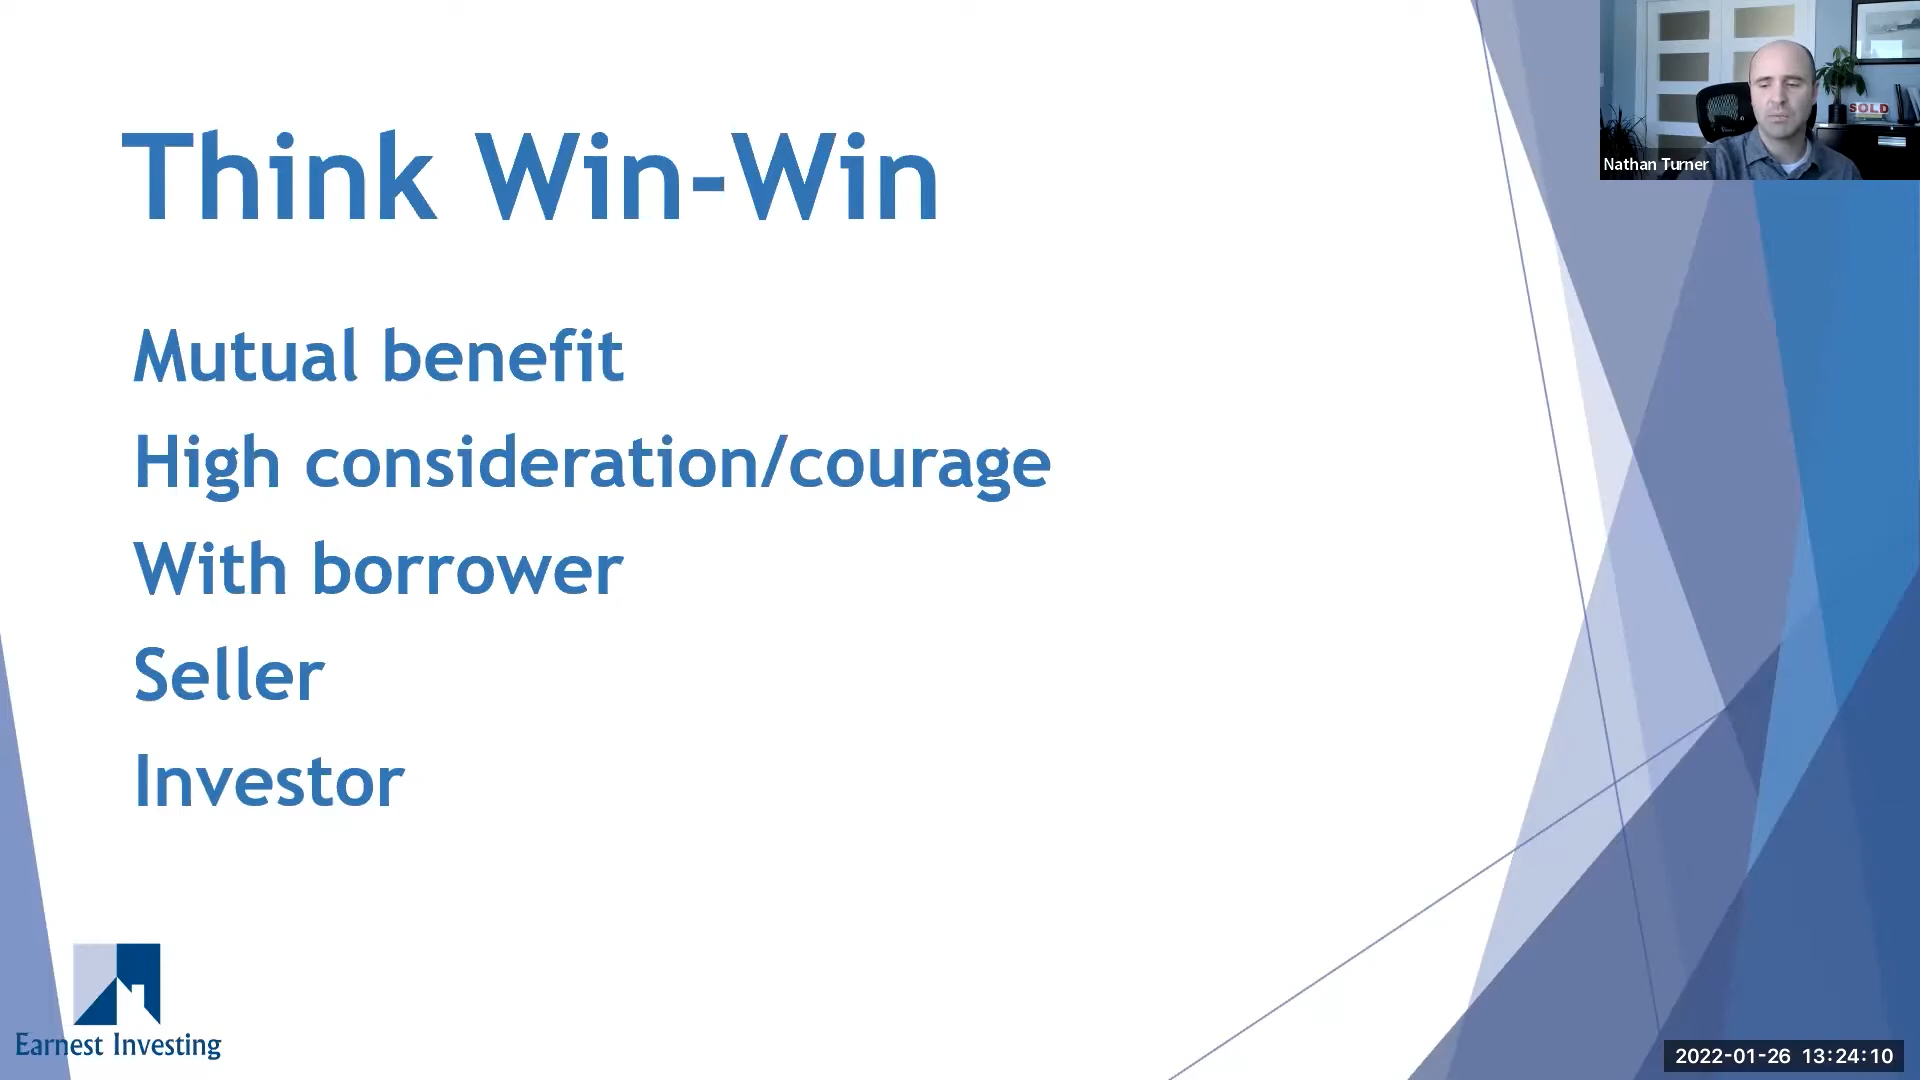 Think Win-Win
Mutual benefit
High consideration/courage
With borrower
Seller
Investor
Earnest Investing
SOLD
Nathan Turner
2022-01-26 13:24:10